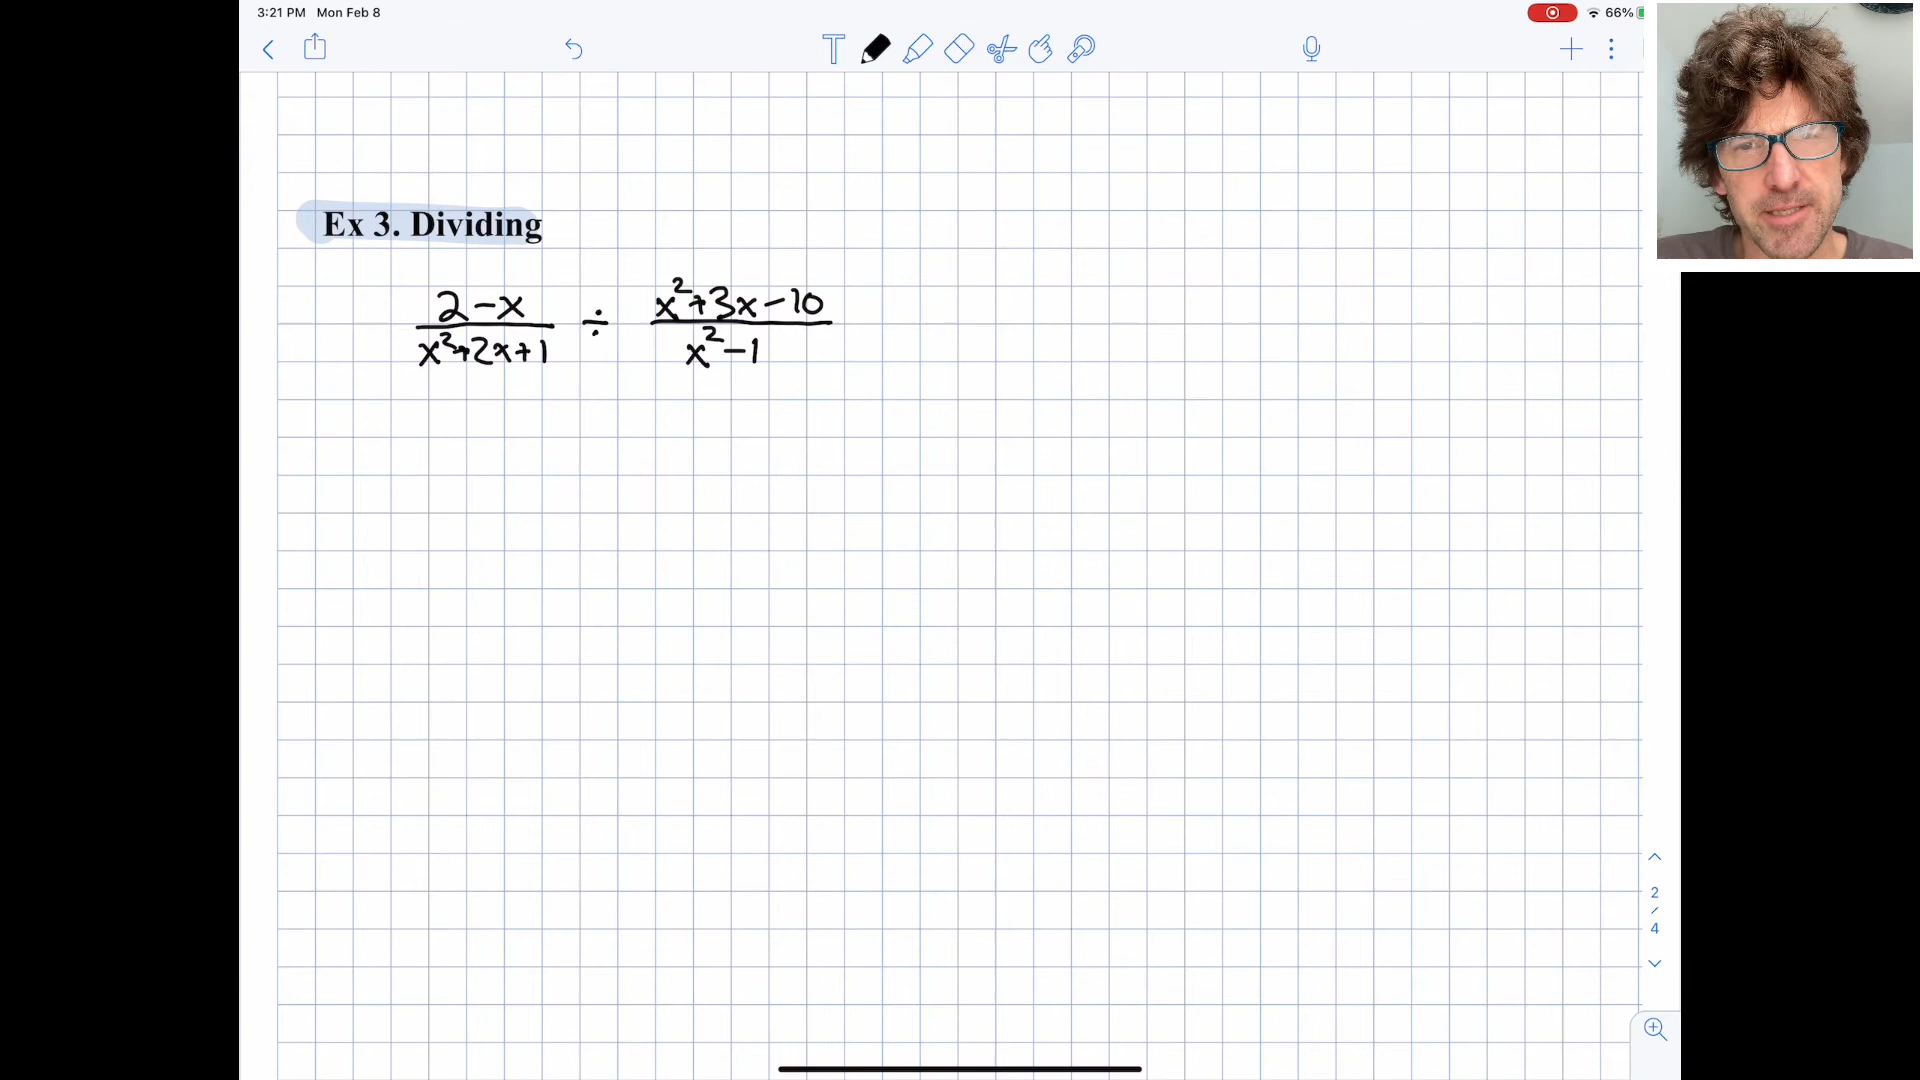 3:21 PM Mon Feb 8
66%
T
Ex 3. Dividing
2 - x / x² + 2x + 1 ÷ x² + 3x - 10 / x² - 1
2
/
4